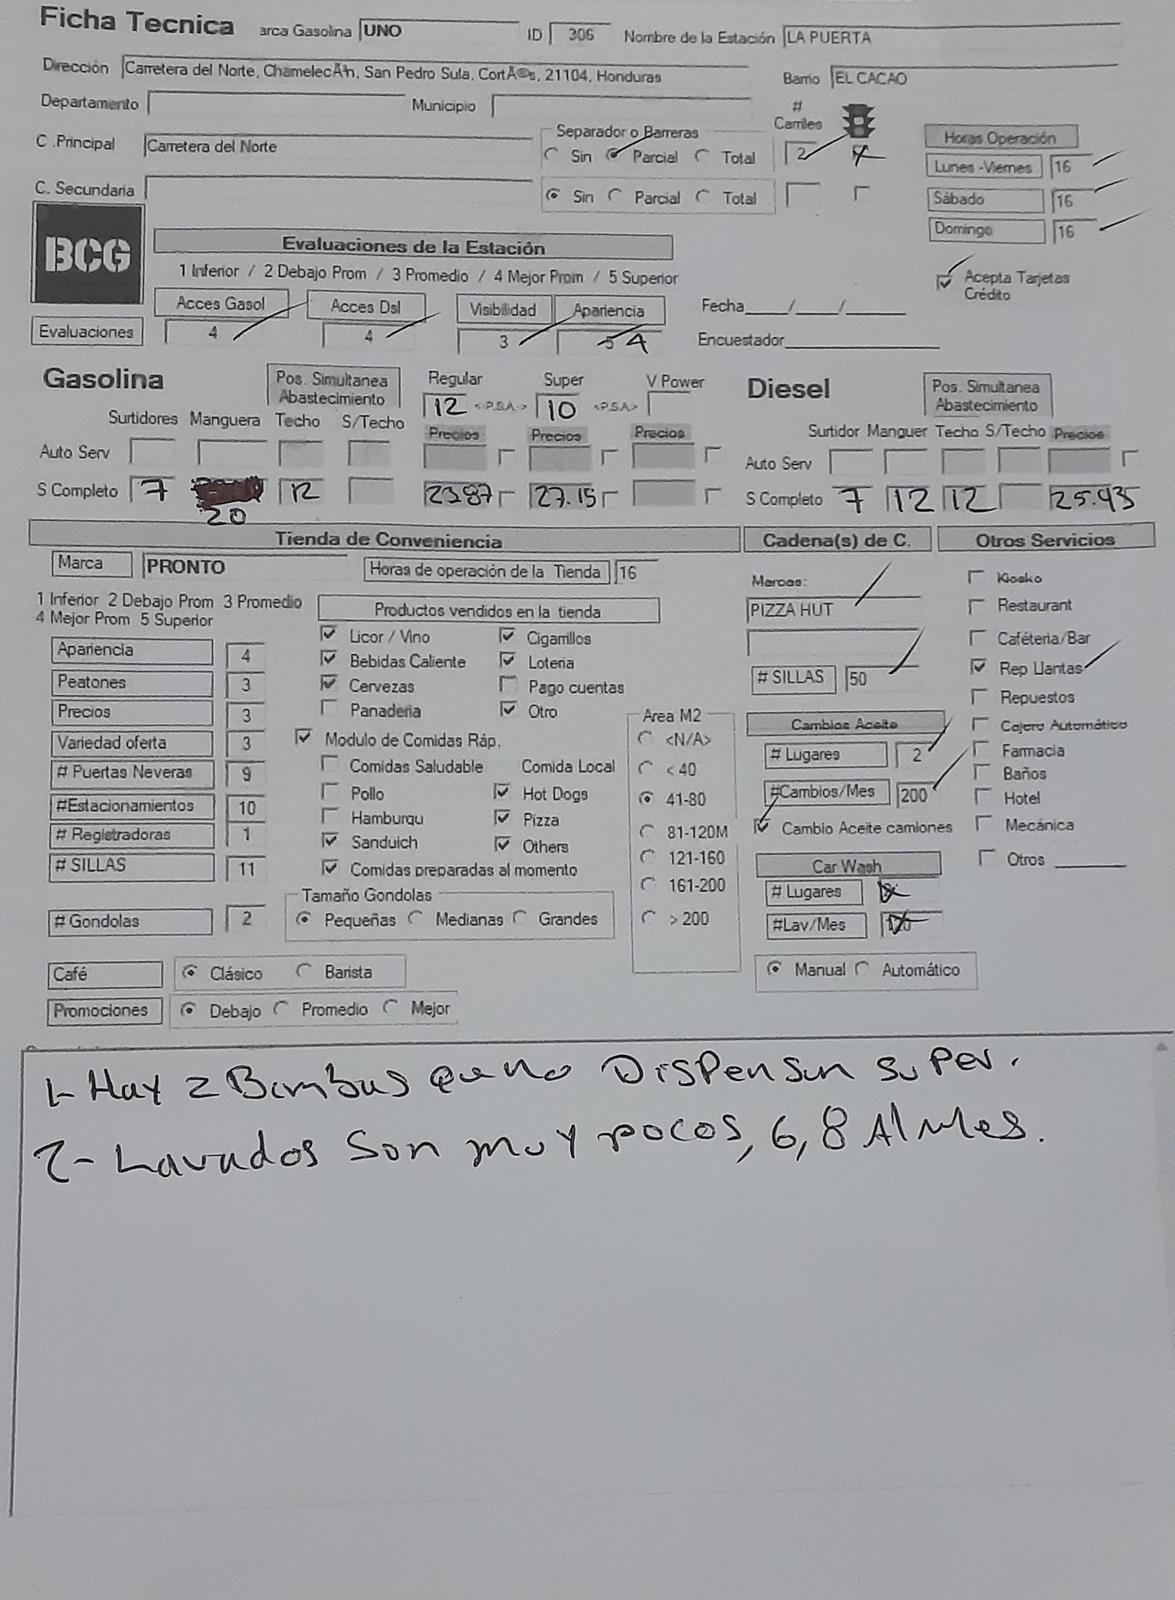 Ficha Tecnica arca Gasolina UNO ID 306 Nombre de la Estación LA PUERTA
Dirección Carretera del Norte, ChamelecÃ³n, San Pedro Sula, CortÃ©s, 21104, Honduras Barrio EL CACAO
Departamento Municipio # Carriles
C .Principal Carretera del Norte Separador o Barreras Sin Parcial Total 2
C. Secundaria Sin Parcial Total
Horas Operación
Lunes -Viernes 16
Sábado 16
Domingo 16
Acepta Tarjetas
Crédito
BCG
Evaluaciones de la Estación
1 Inferior / 2 Debajo Prom / 3 Promedio / 4 Mejor Prom / 5 Superior
Acces Gasol Acces Dsl Visibilidad Apariencia Fecha___/___/___
Evaluaciones 4 4 3 5 4 Encuestador
Gasolina Pos. Simultanea Abastecimiento Regular Super V Power
12 <-P.S.A.-> 10 <-P.S.A.->
Surtidores Manguera Techo S/Techo Precios Precios Precios
Auto Serv
S Completo 7 20 12 23.87 27.15
Diesel Pos. Simultanea Abastecimiento
Surtidor Manguer Techo S/Techo Precios
Auto Serv
S Completo 7 12 12 25.93
Tienda de Conveniencia
Marca PRONTO Horas de operación de la Tienda 16
1 Inferior 2 Debajo Prom 3 Promedio
4 Mejor Prom 5 Superior
Apariencia 4
Peatones 3
Precios 3
Variedad oferta 3
# Puertas Neveras 9
#Estacionamientos 10
# Registradoras 1
# SILLAS 11
# Gondolas 2
Productos vendidos en la tienda
Licor / Vino Cigarrillos
Bebidas Caliente Loteria
Cervezas Pago cuentas
Panaderia Otro
Modulo de Comidas Ráp.
Comidas Saludable Comida Local
Pollo Hot Dogs
Hamburgu Pizza
Sanduich Others
Comidas preparadas al momento
Tamaño Gondolas
Pequeñas Medianas Grandes
Area M2
<N/A>
< 40
41-80
81-120M
121-160
161-200
> 200
Café Clásico Barista
Promociones Debajo Promedio Mejor
Cadena(s) de C.
Marcas:
PIZZA HUT
# SILLAS 50
Cambios Aceite
# Lugares 2
#Cambios/Mes 200
Cambio Aceite camiones
Car Wash
# Lugares
#Lav/Mes
Manual Automático
Otros Servicios
Kiosko
Restaurant
Caféteria/Bar
Rep Llantas
Repuestos
Cajero Automático
Farmacia
Baños
Hotel
Mecánica
Otros
1- Hay 2 Bombas que no Dispensan super.
2- Lavados son muy pocos, 6, 8 Al Mes.